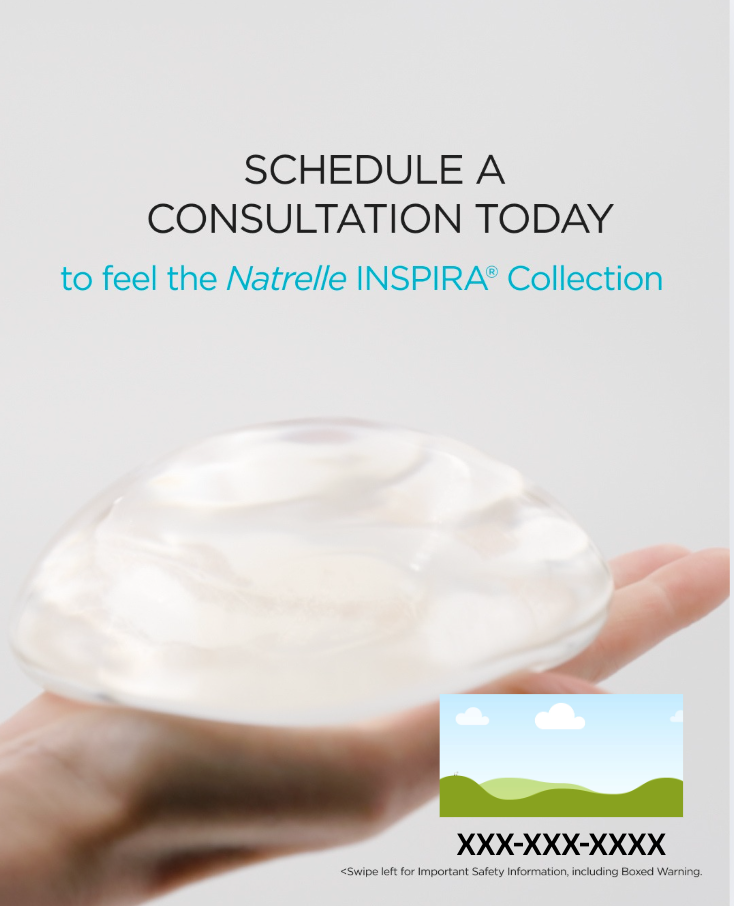 SCHEDULE A
CONSULTATION TODAY
to feel the Natrelle INSPIRA® Collection
XXX-XXX-XXXX
<Swipe left for Important Safety Information, including Boxed Warning.